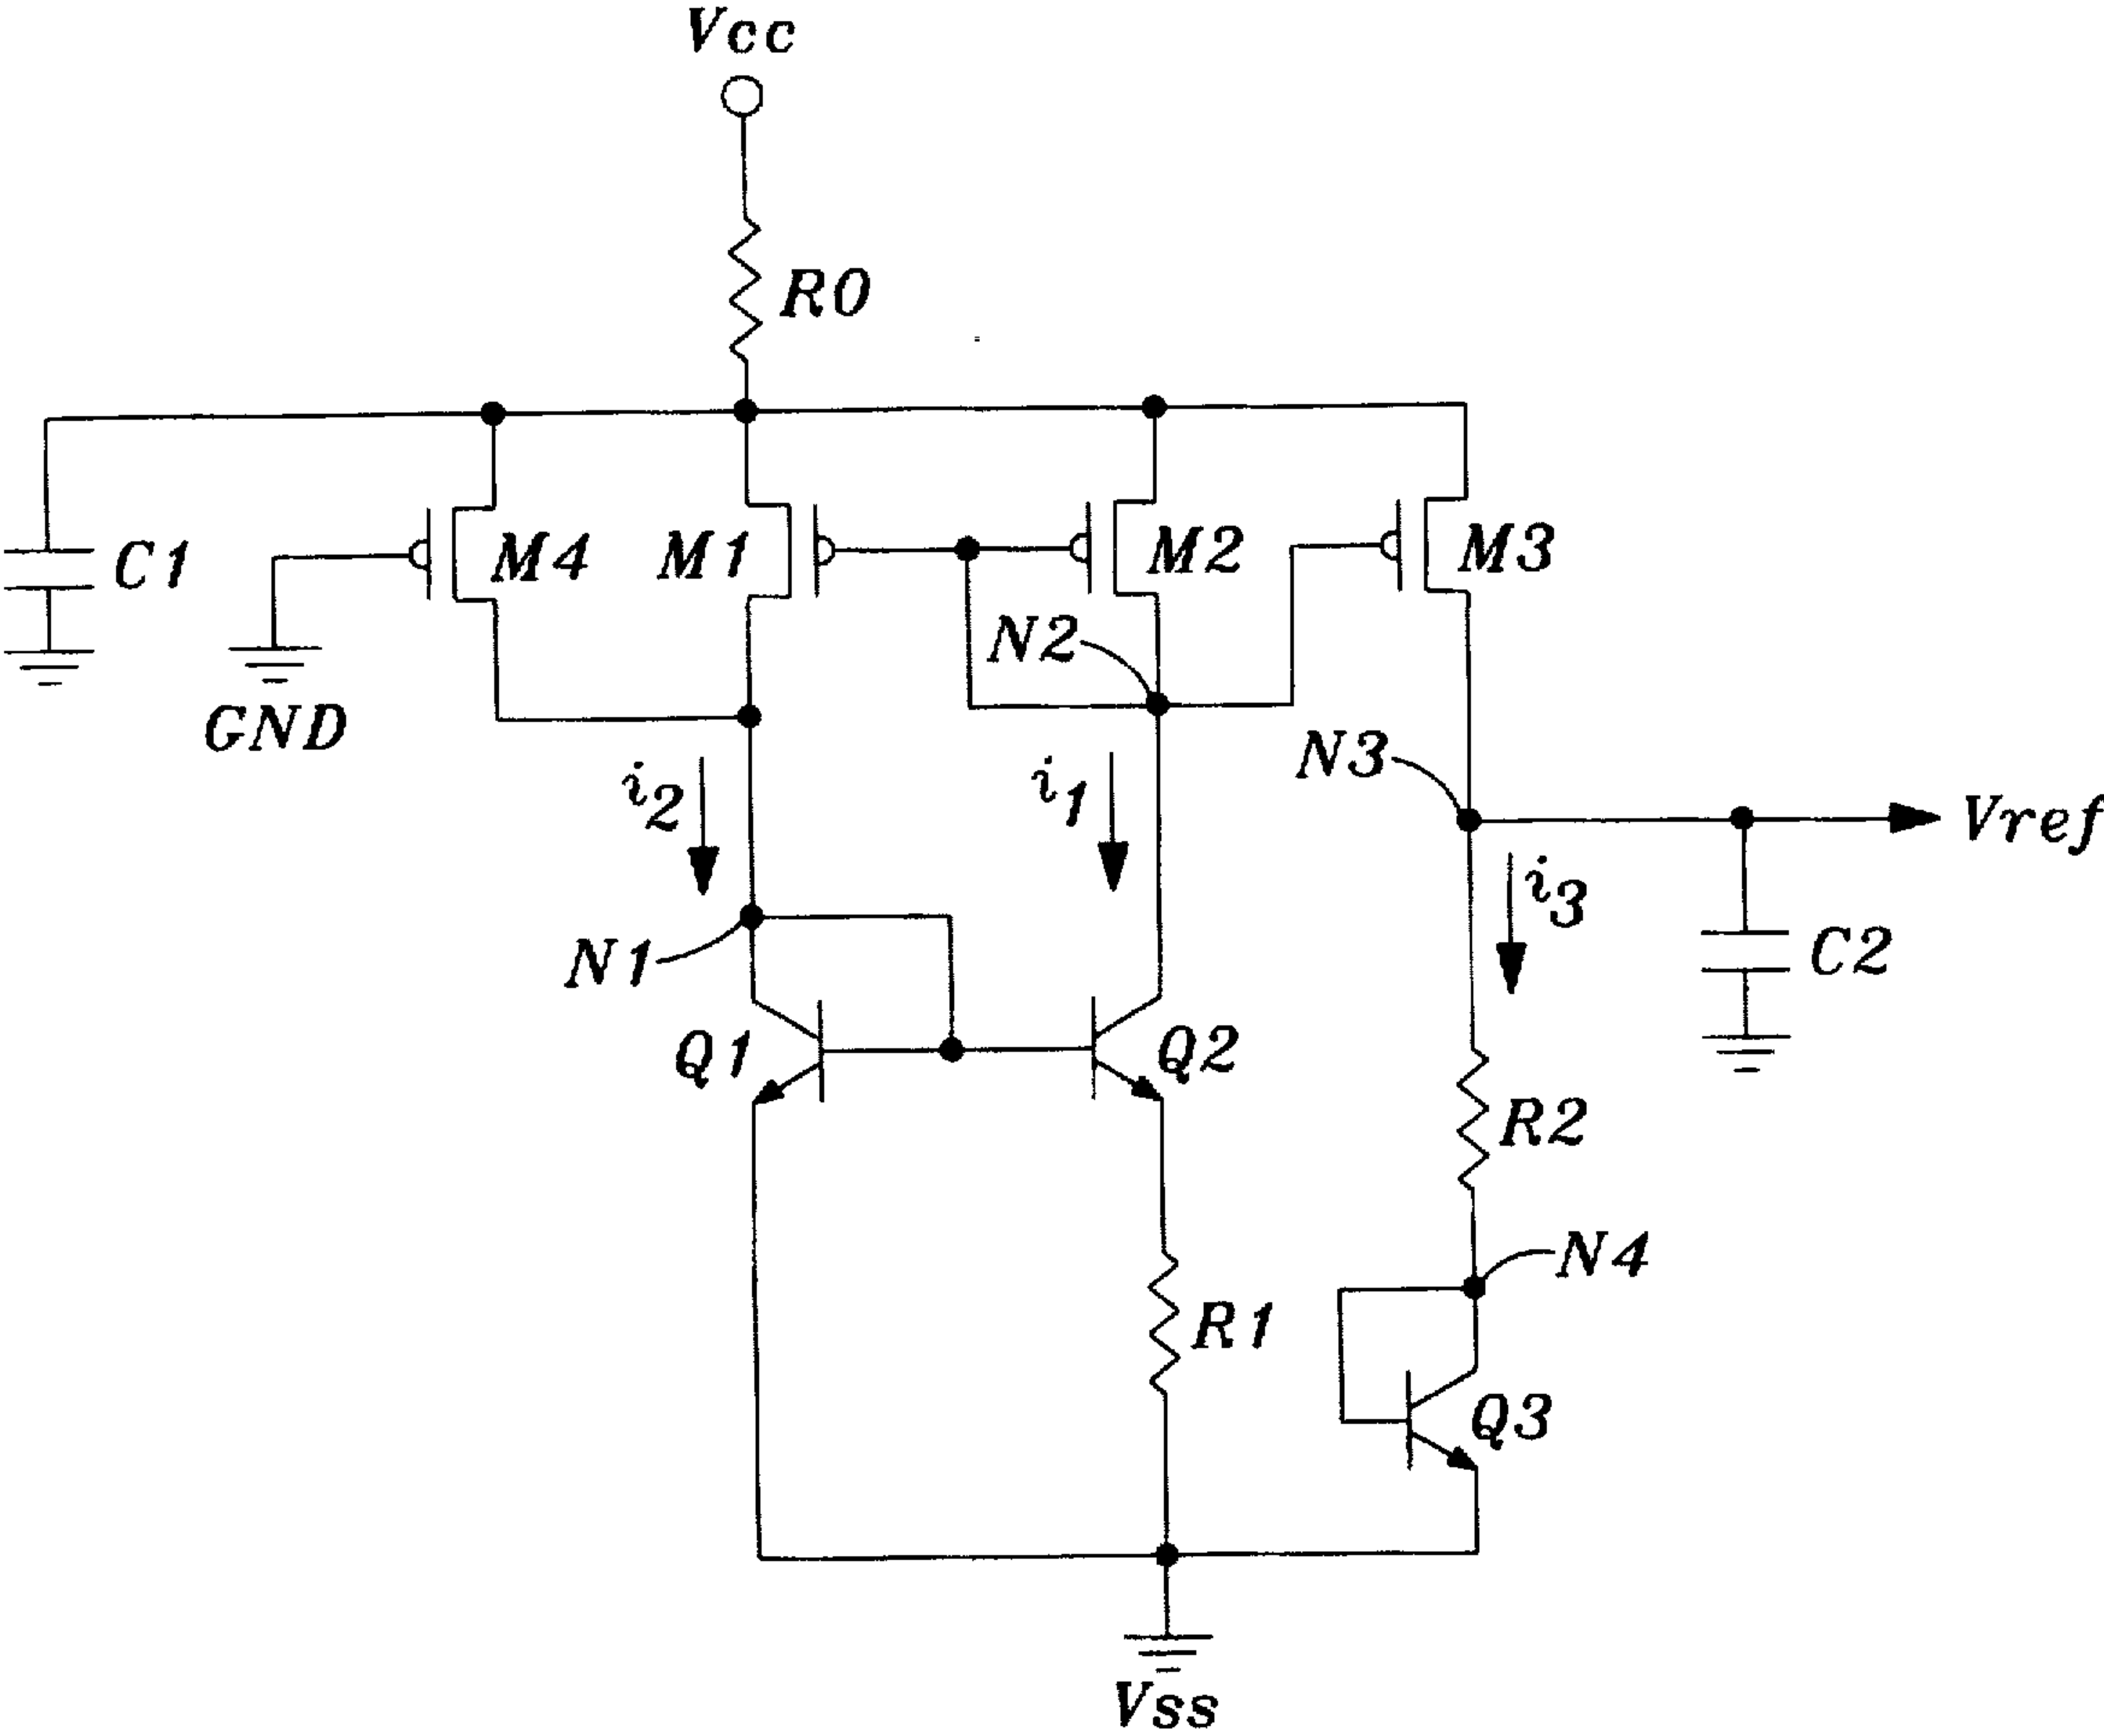 Vcc
R0
C1
M4
M1
M2
M3
N2
GND
N3
i2
i1
Vref
i3
N1
C2
Q1
Q2
R2
N4
R1
Q3
Vss